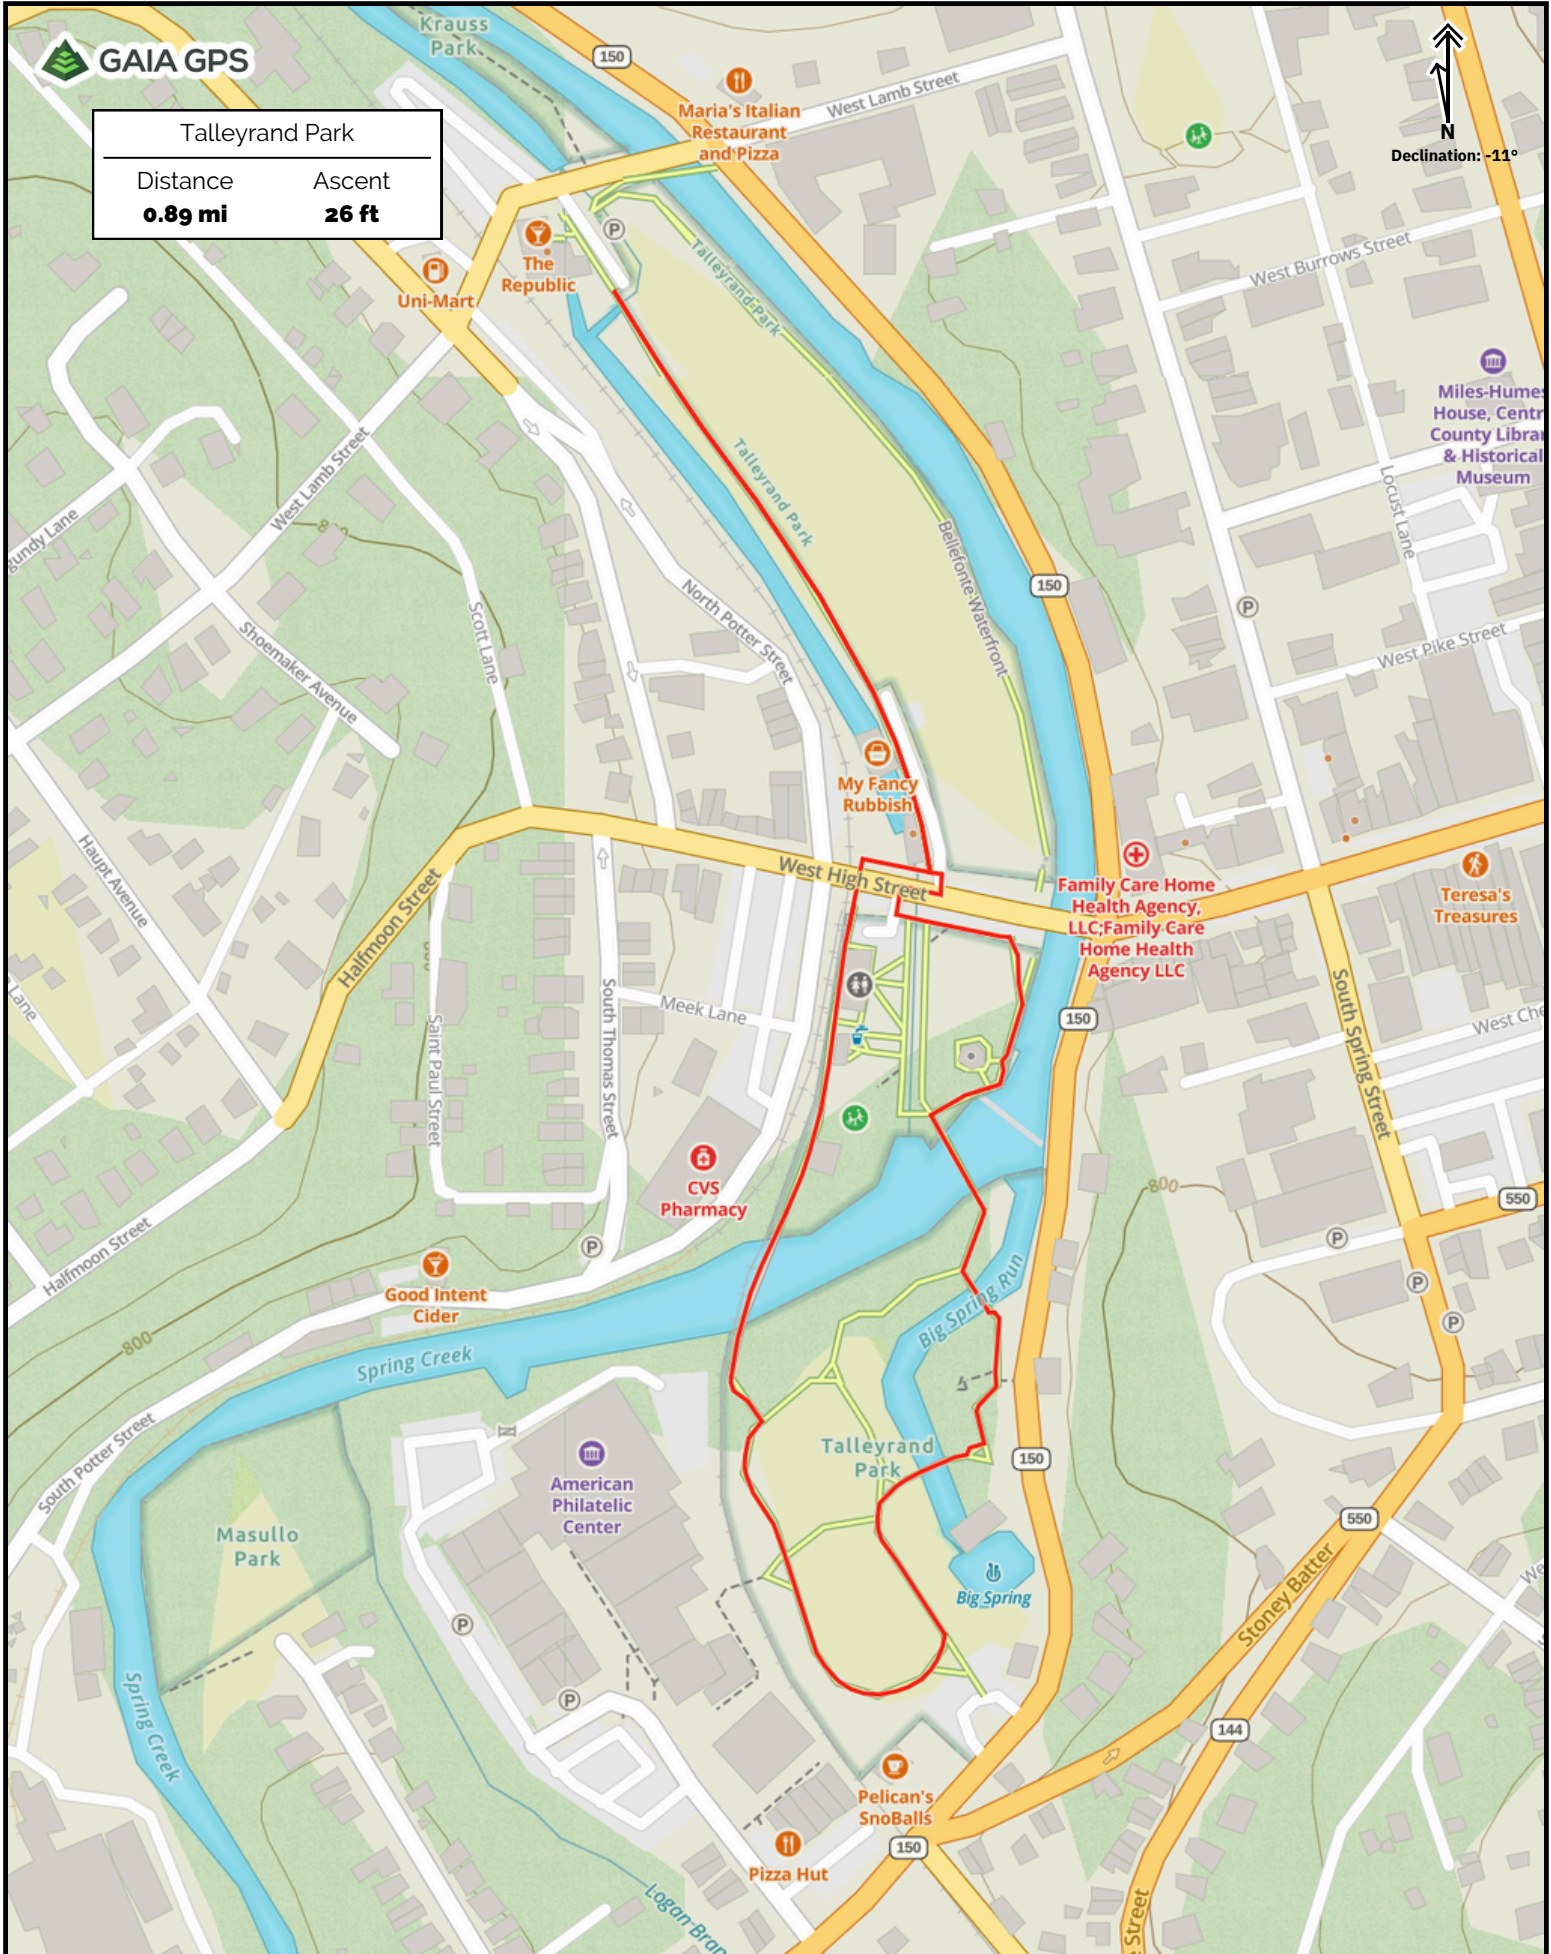 Krauss
Park
150
GAIA GPS
Maria's Italian
Restaurant
and Pizza
West Lamb Street
N
Declination: -11°
Talleyrand Park
Distance
Ascent
0.89 mi
26 ft
P
The
Republic
Uni-Mart
Talleyrand Park
West Burrows Street
Miles-Humes
House, Centr
County Librar
& Historical
Museum
West Lamb Street
Talleyrand Park
Locust Lane
gundy Lane
Bellefonte Waterfront
150
P
North Potter Street
Scott Lane
Shoemaker Avenue
West Pike Street
My Fancy
Rubbish
Haupt Avenue
West High Street
Halfmoon Street
Family Care Home
Health Agency,
LLC;Family Care
Home Health
Agency LLC
Teresa's
Treasures
Lane
Meek Lane
South Thomas Street
Saint Paul Street
150
South Spring Street
West Che
CVS
Pharmacy
800
550
P
P
Halfmoon Street
Good Intent
Cider
Big Spring Run
P
P
800
Spring Creek
South Potter Street
Talleyrand
Park
150
American
Philatelic
Center
Masullo
Park
550
We
Big Spring
Stoney Batter
P
Spring Creek
P
144
Pelican's
SnoBalls
150
Pizza Hut
Logan Bran
e Street